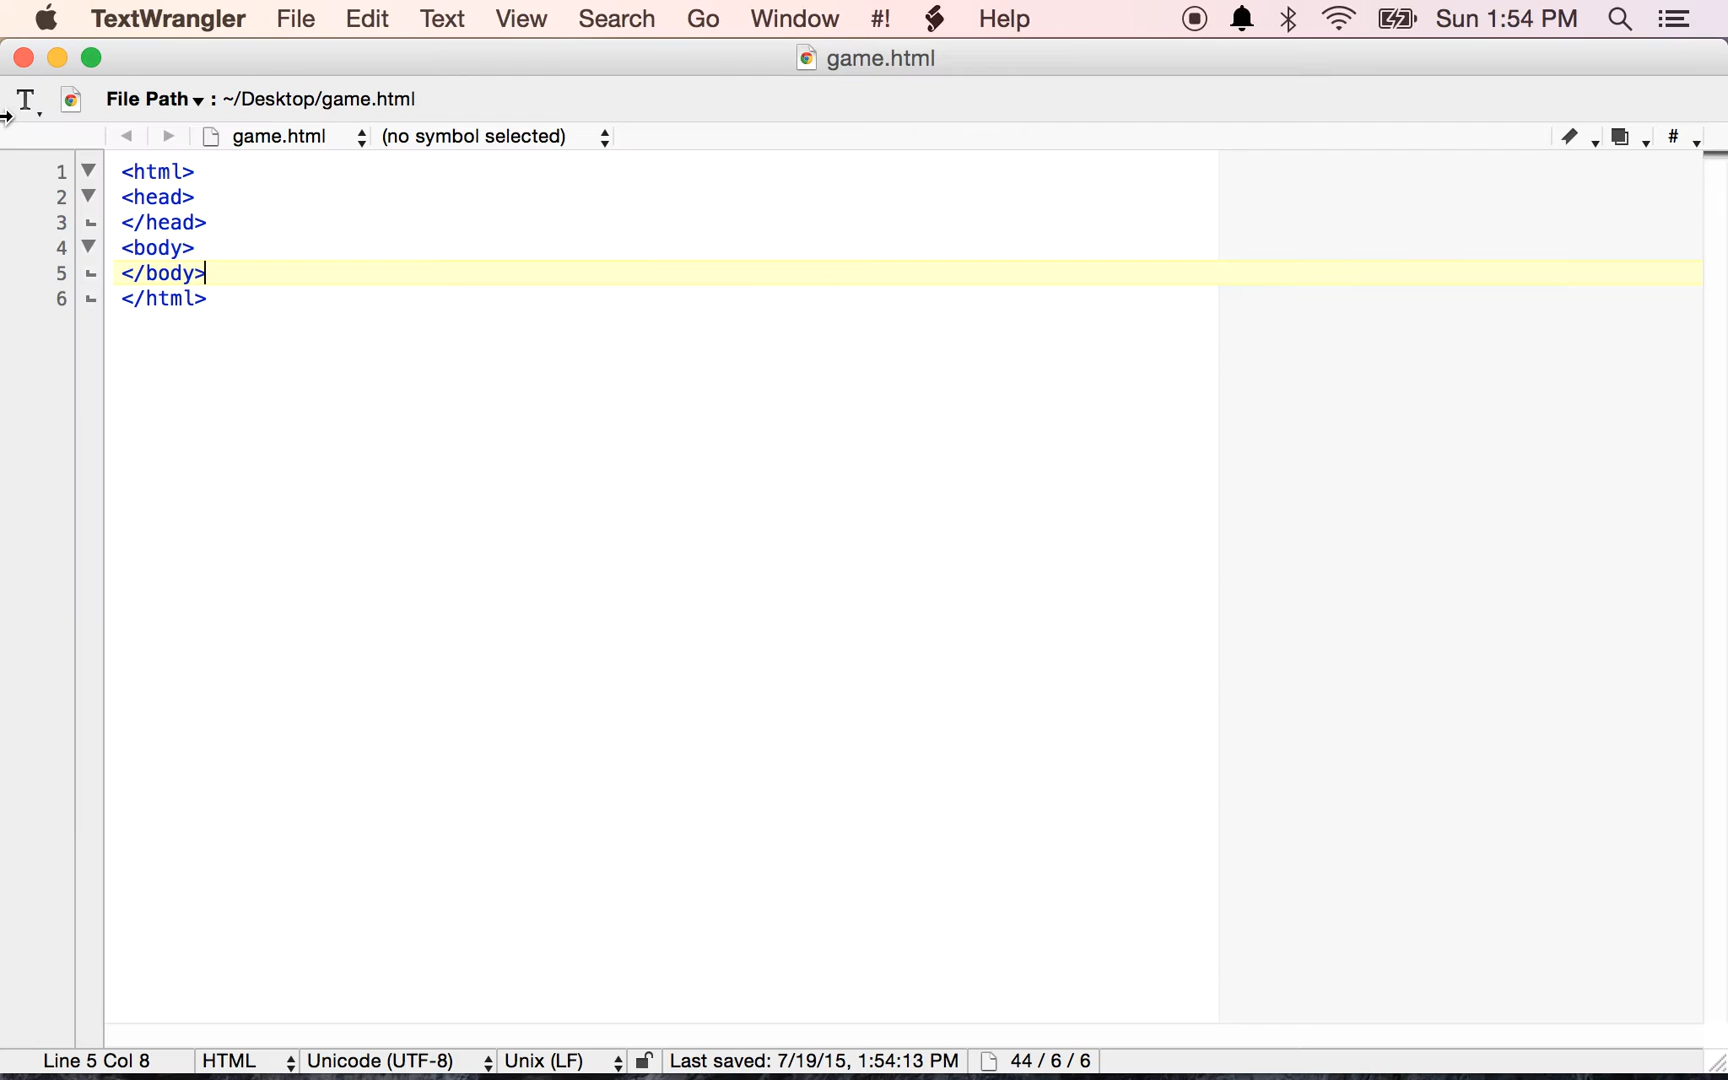 TextWrangler File Edit Text View Search Go Window #! Help Sun 1:54 PM
game.html
T File Path : ~/Desktop/game.html
game.html (no symbol selected) #
1 <html>
2 <head>
3 </head>
4 <body>
5 </body>
6 </html>
Line 5 Col 8 HTML Unicode (UTF-8) Unix (LF) Last saved: 7/19/15, 1:54:13 PM 44 / 6 / 6